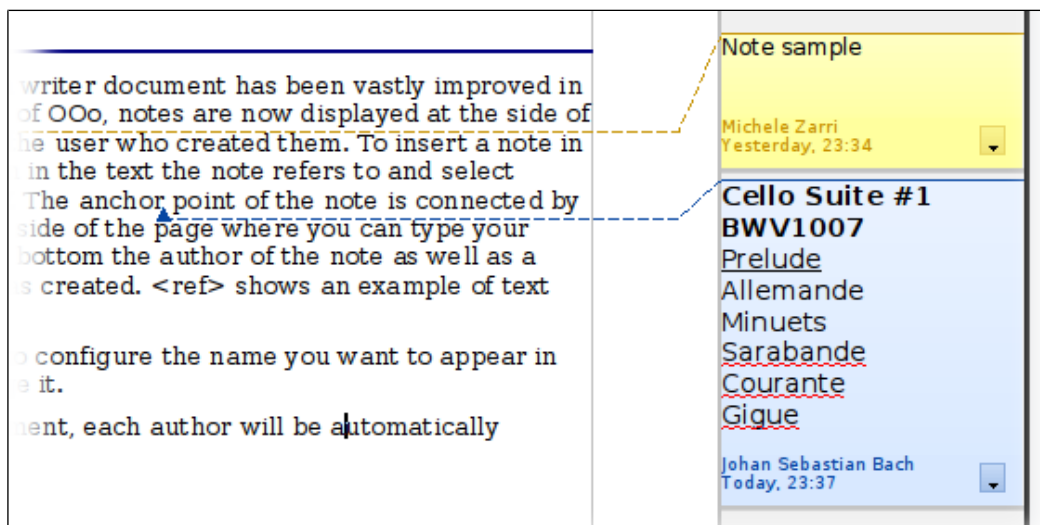 writer document has been vastly improved in
of OOo, notes are now displayed at the side of
he user who created them. To insert a note in
in the text the note refers to and select
The anchor point of the note is connected by
side of the page where you can type your
bottom the author of the note as well as a
s created. <ref> shows an example of text
o configure the name you want to appear in
e it.
ment, each author will be automatically
Note sample
Michele Zarri
Yesterday, 23:34
Cello Suite #1
BWV1007
Prelude
Allemande
Minuets
Sarabande
Courante
Gigue
Johan Sebastian Bach
Today, 23:37